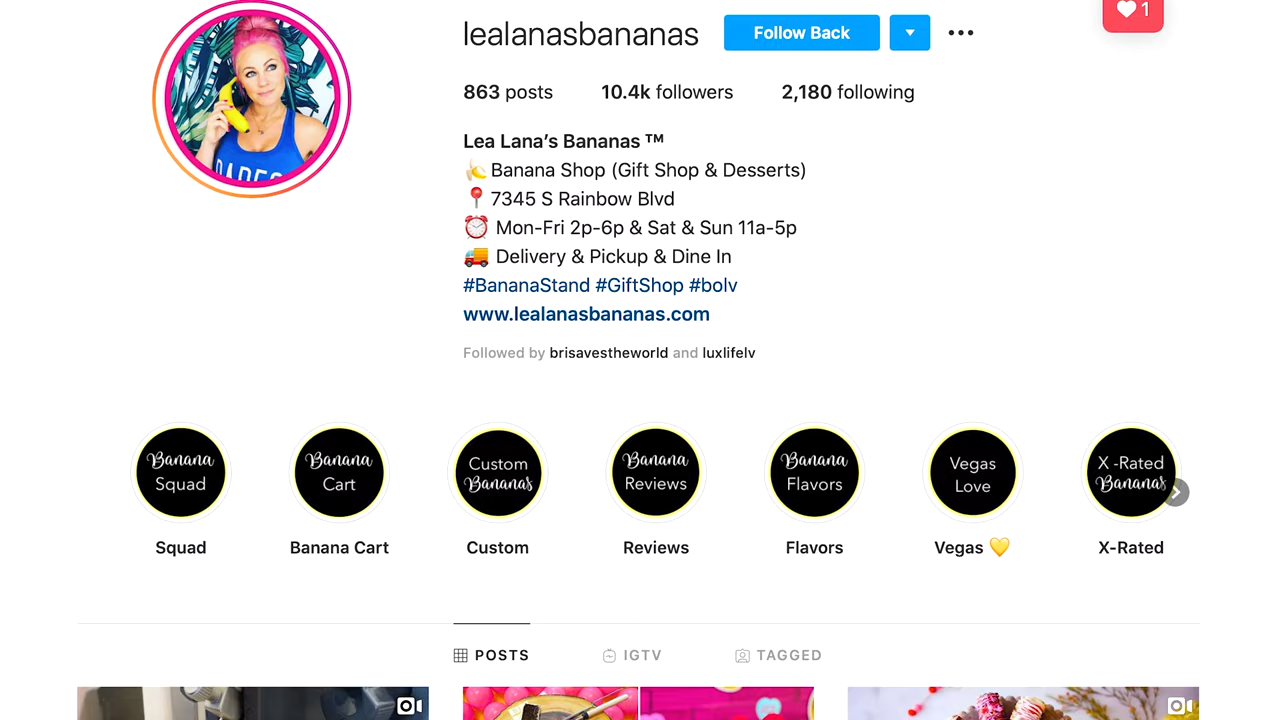 lealanasbananas
Follow Back
1
863 posts
10.4k followers
2,180 following
Lea Lana’s Bananas ™
🍌 Banana Shop (Gift Shop & Desserts)
📍 7345 S Rainbow Blvd
⏰ Mon-Fri 2p-6p & Sat & Sun 11a-5p
🚚 Delivery & Pickup & Dine In
#BananaStand #GiftShop #bolv
www.lealanasbananas.com
Followed by brisavestheworld and luxlifelv
Banana
Squad
Banana
Cart
Custom
Bananas
Banana
Reviews
Banana
Flavors
Vegas
Love
X -Rated
Bananas
Squad
Banana Cart
Custom
Reviews
Flavors
Vegas 💛
X-Rated
POSTS
IGTV
TAGGED